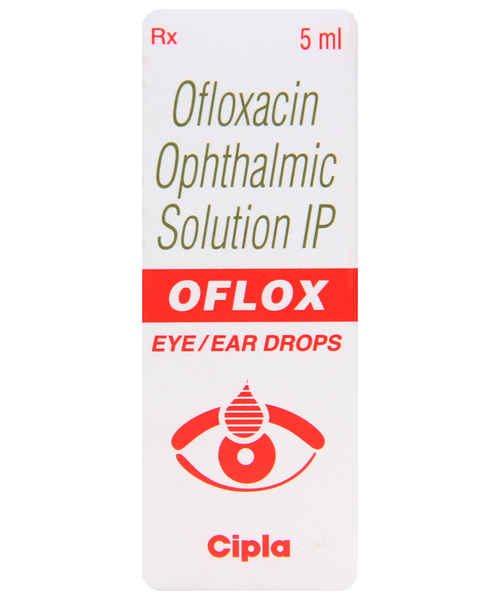 Rx 5 ml
Ofloxacin
Ophthalmic
Solution IP
OFLOX
EYE/EAR DROPS
Cipla